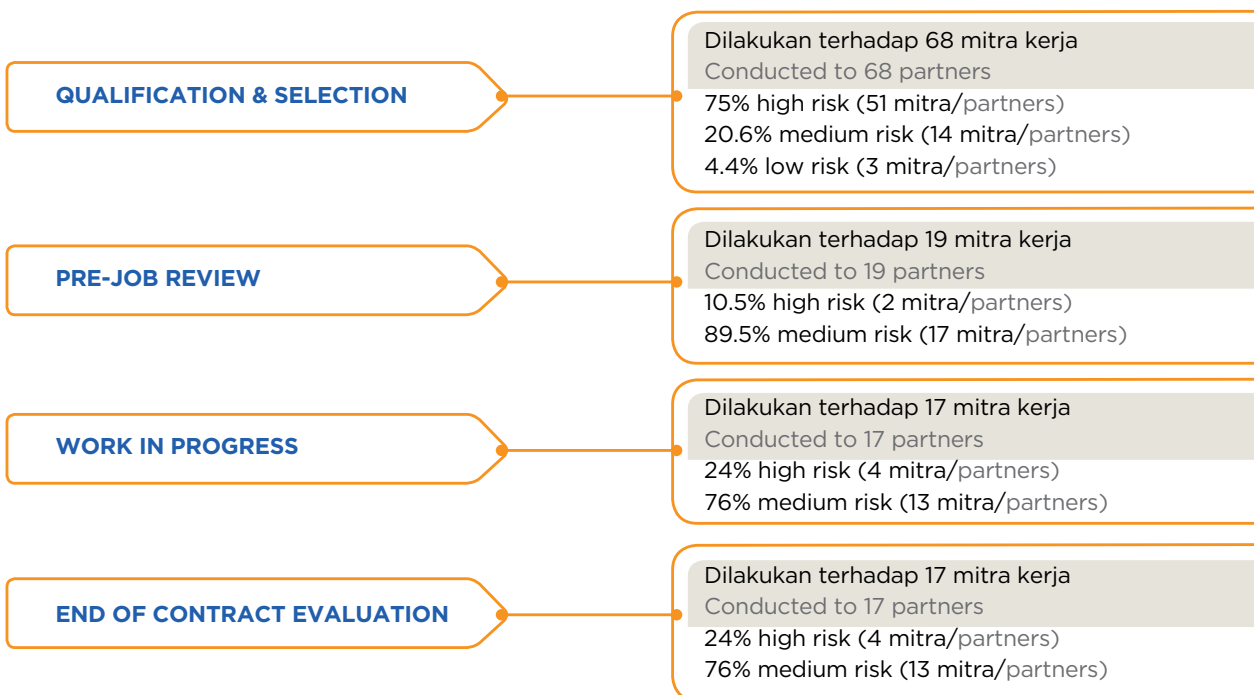 QUALIFICATION & SELECTION
Dilakukan terhadap 68 mitra kerja
Conducted to 68 partners
75% high risk (51 mitra/partners)
20.6% medium risk (14 mitra/partners)
4.4% low risk (3 mitra/partners)
PRE-JOB REVIEW
Dilakukan terhadap 19 mitra kerja
Conducted to 19 partners
10.5% high risk (2 mitra/partners)
89.5% medium risk (17 mitra/partners)
WORK IN PROGRESS
Dilakukan terhadap 17 mitra kerja
Conducted to 17 partners
24% high risk (4 mitra/partners)
76% medium risk (13 mitra/partners)
END OF CONTRACT EVALUATION
Dilakukan terhadap 17 mitra kerja
Conducted to 17 partners
24% high risk (4 mitra/partners)
76% medium risk (13 mitra/partners)